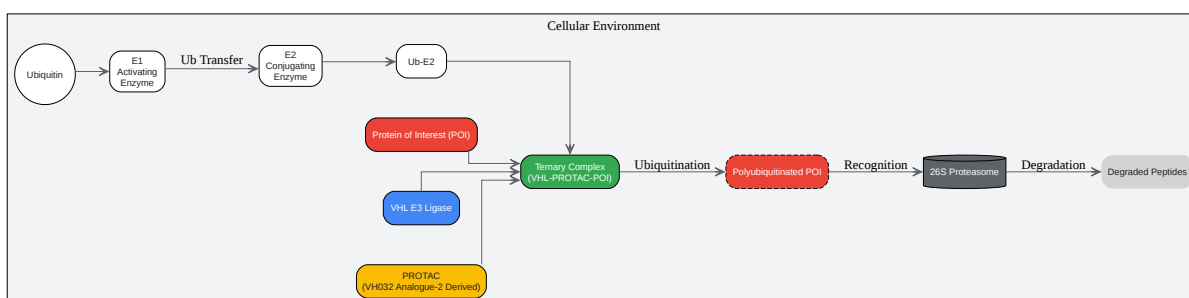 Cellular Environment
Ubiquitin
E1
Activating
Enzyme
Ub Transfer
E2
Conjugating
Enzyme
Ub-E2
Protein of Interest (POI)
VHL E3 Ligase
PROTAC
(VH032 Analogue-2 Derived)
Ternary Complex
(VHL-PROTAC-POI)
Ubiquitination
Polyubiquitinated POI
Recognition
26S Proteasome
Degradation
Degraded Peptides